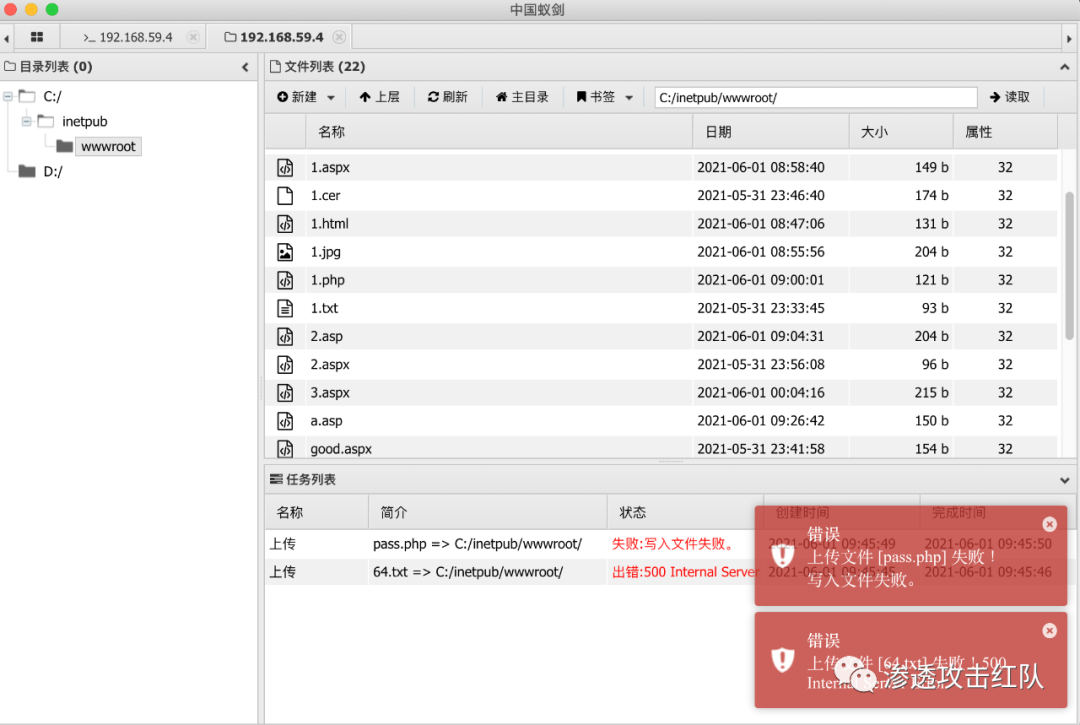 中国蚁剑
>_ 192.168.59.4
192.168.59.4
目录列表 (0)
C:/
inetpub
wwwroot
D:/
文件列表 (22)
新建 上层 刷新 主目录 书签 C:/inetpub/wwwroot/ 读取
名称 日期 大小 属性
1.aspx 2021-06-01 08:58:40 149 b 32
1.cer 2021-05-31 23:46:40 174 b 32
1.html 2021-06-01 08:47:06 131 b 32
1.jpg 2021-06-01 08:55:56 204 b 32
1.php 2021-06-01 09:00:01 121 b 32
1.txt 2021-05-31 23:33:45 93 b 32
2.asp 2021-06-01 09:04:31 204 b 32
2.aspx 2021-05-31 23:56:08 96 b 32
3.aspx 2021-06-01 00:04:16 215 b 32
a.asp 2021-06-01 09:26:42 150 b 32
good.aspx 2021-05-31 23:41:58 154 b 32
任务列表
名称 简介 状态 创建时间 完成时间
上传 pass.php => C:/inetpub/wwwroot/ 失败:写入文件失败。 2021-06-01 09:45:49 2021-06-01 09:45:50
上传 64.txt => C:/inetpub/wwwroot/ 出错:500 Internal Server 2021-06-01 09:45:45 2021-06-01 09:45:46
错误
上传文件 [pass.php] 失败！
写入文件失败。
错误
上传文件 [64.txt] 失败！500
Internal
渗透攻击红队